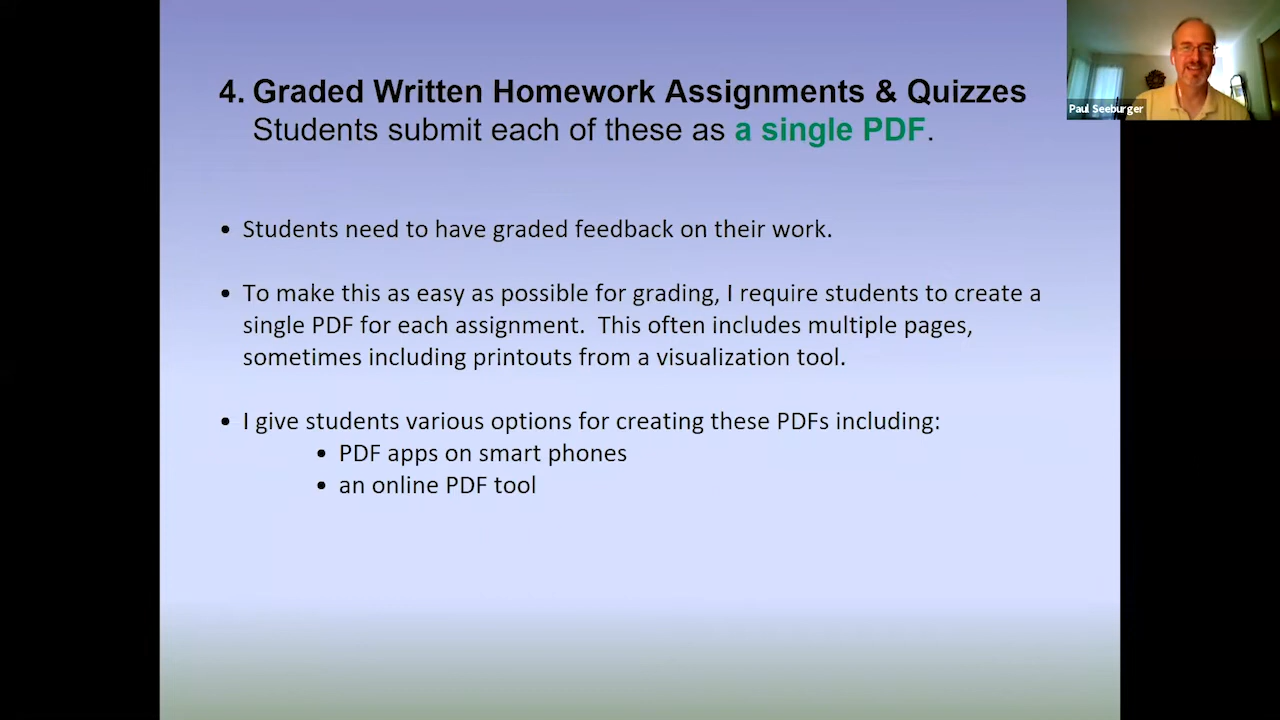 4. Graded Written Homework Assignments & Quizzes
Students submit each of these as a single PDF.
Paul Seeburger
• Students need to have graded feedback on their work.
• To make this as easy as possible for grading, I require students to create a
single PDF for each assignment. This often includes multiple pages,
sometimes including printouts from a visualization tool.
• I give students various options for creating these PDFs including:
• PDF apps on smart phones
• an online PDF tool